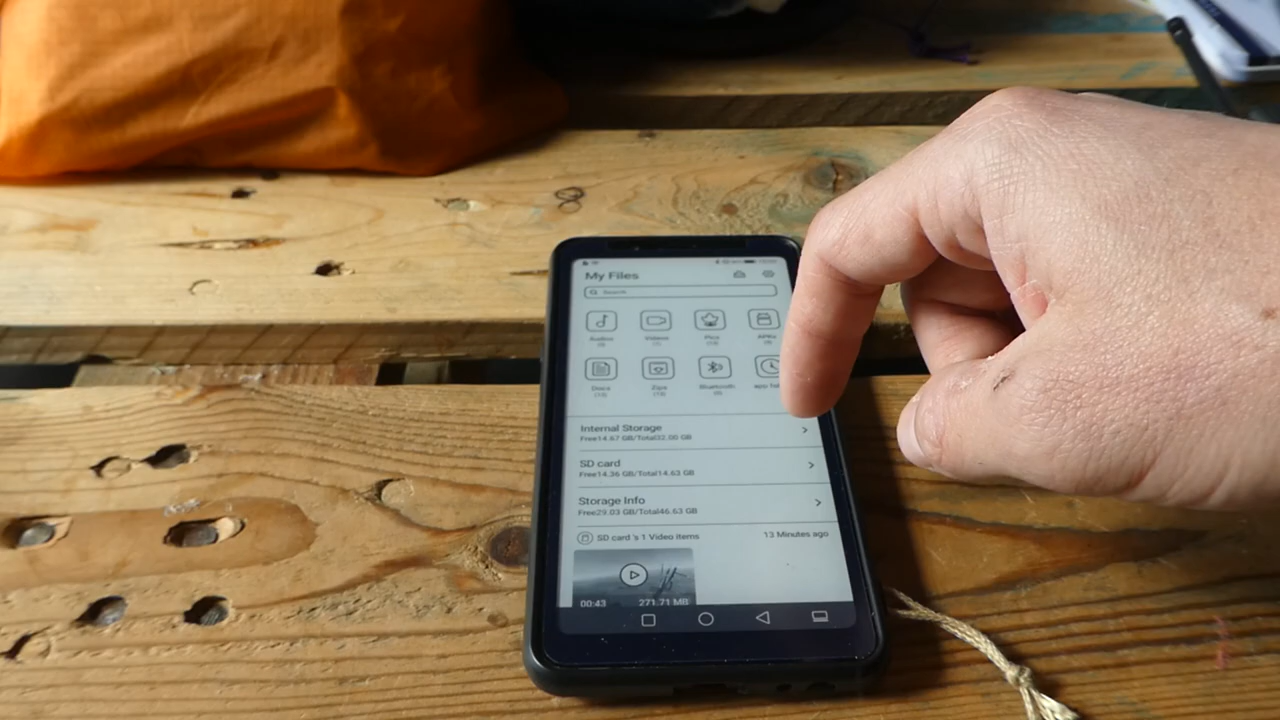 My Files
Search
Audios
Videos
Pics
APKs
Docs
Zips
Bluetooth
Internal Storage
Free14.67 GB/Total32.00 GB
SD card
Free14.36 GB/Total14.63 GB
Storage Info
Free29.03 GB/Total46.63 GB
SD card 's 1 Video items
13 Minutes ago
00:43
271.71 MB